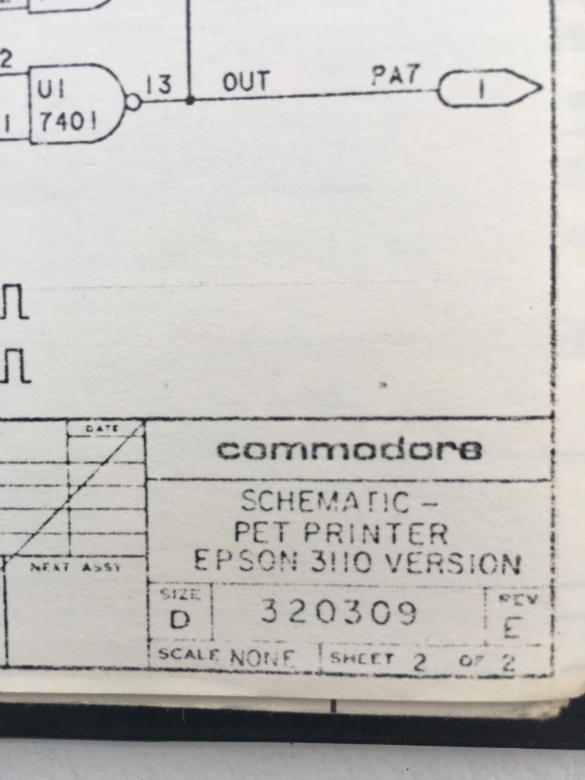 2
13 OUT PA7 1
U1
1 7401
DATE
commodore
SCHEMATIC -
PET PRINTER
EPSON 3110 VERSION
NEXT ASSY
SIZE
D
320309
REV
E
SCALE NONE
SHEET 2 OF 2